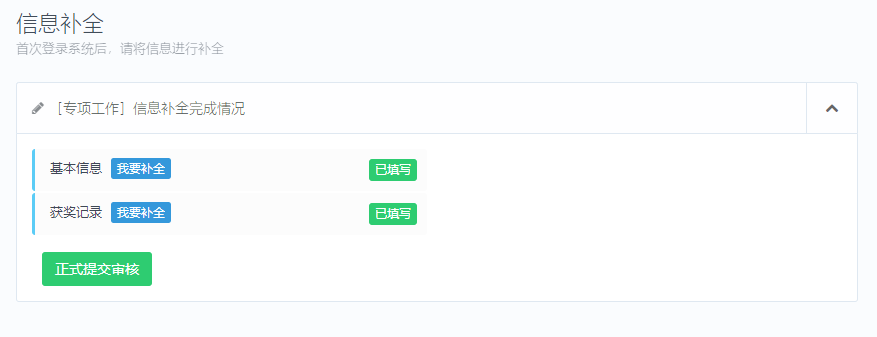 信息补全
首次登录系统后，请将信息进行补全
［专项工作］信息补全完成情况
基本信息 我要补全 已填写
获奖记录 我要补全 已填写
正式提交审核